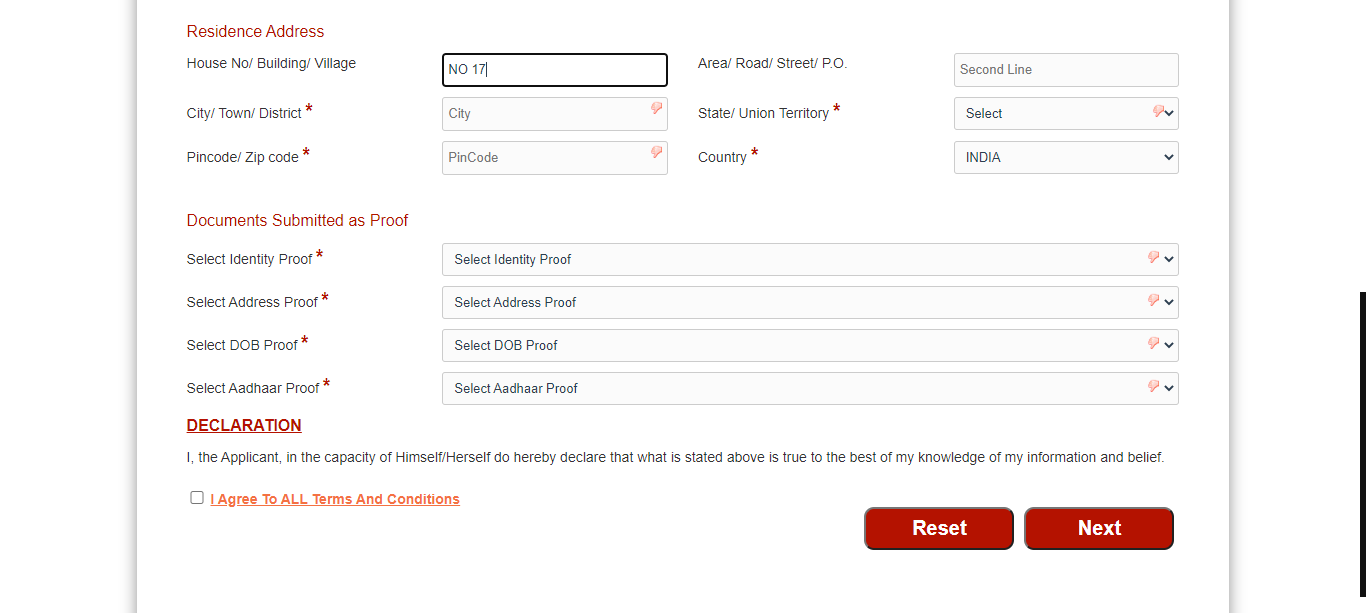 Residence Address
House No/ Building/ Village NO 17 Area/ Road/ Street/ P.O. Second Line
City/ Town/ District * City State/ Union Territory * Select
Pincode/ Zip code * PinCode Country * INDIA
Documents Submitted as Proof
Select Identity Proof * Select Identity Proof
Select Address Proof * Select Address Proof
Select DOB Proof * Select DOB Proof
Select Aadhaar Proof * Select Aadhaar Proof
DECLARATION
I, the Applicant, in the capacity of Himself/Herself do hereby declare that what is stated above is true to the best of my knowledge of my information and belief.
I Agree To ALL Terms And Conditions
Reset Next